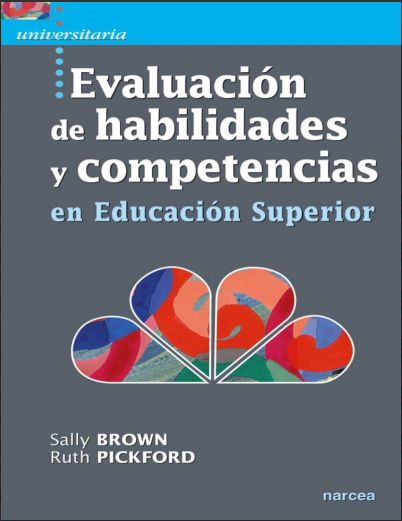 universitaria
Evaluación
de habilidades
y competencias
en Educación Superior
Sally BROWN
Ruth PICKFORD
narcea